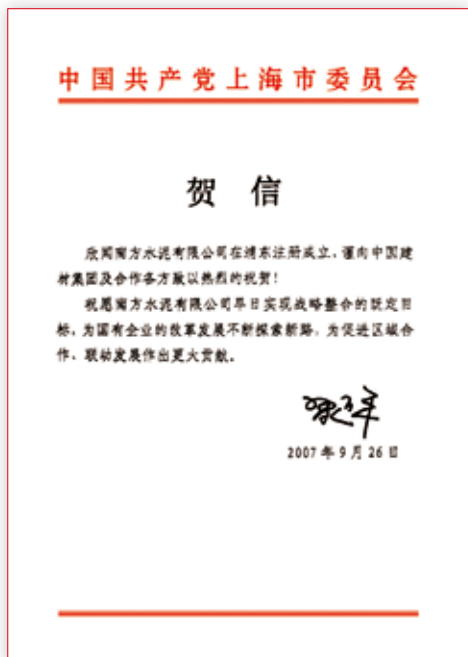 中国共产党上海市委员会
贺 信
欣闻南方水泥有限公司在浦东注册成立，谨向中国建
材集团及合作各方致以热烈的祝贺！
祝愿南方水泥有限公司早日实现战略整合的既定目
标，为国有企业的改革发展不断探索新路，为促进区域合
作、联动发展作出更大贡献。
2007年9月26日